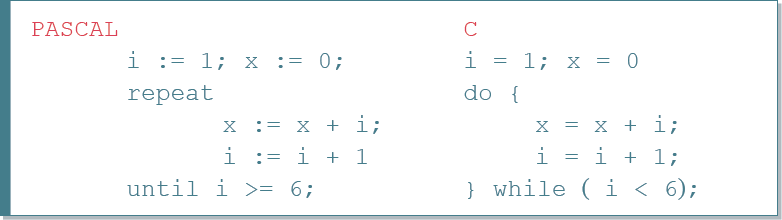 PASCAL
i := 1; x := 0;
repeat
x := x + i;
i := i + 1
until i >= 6;
C
i = 1; x = 0
do {
x = x + i;
i = i + 1;
} while ( i < 6);